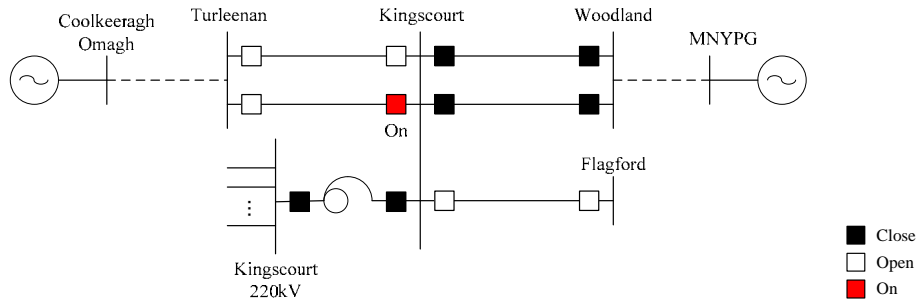 Coolkeeragh
Omagh
Turleenan
Kingscourt
Woodland
MNYPG
On
Flagford
Kingscourt
220kV
Close
Open
On